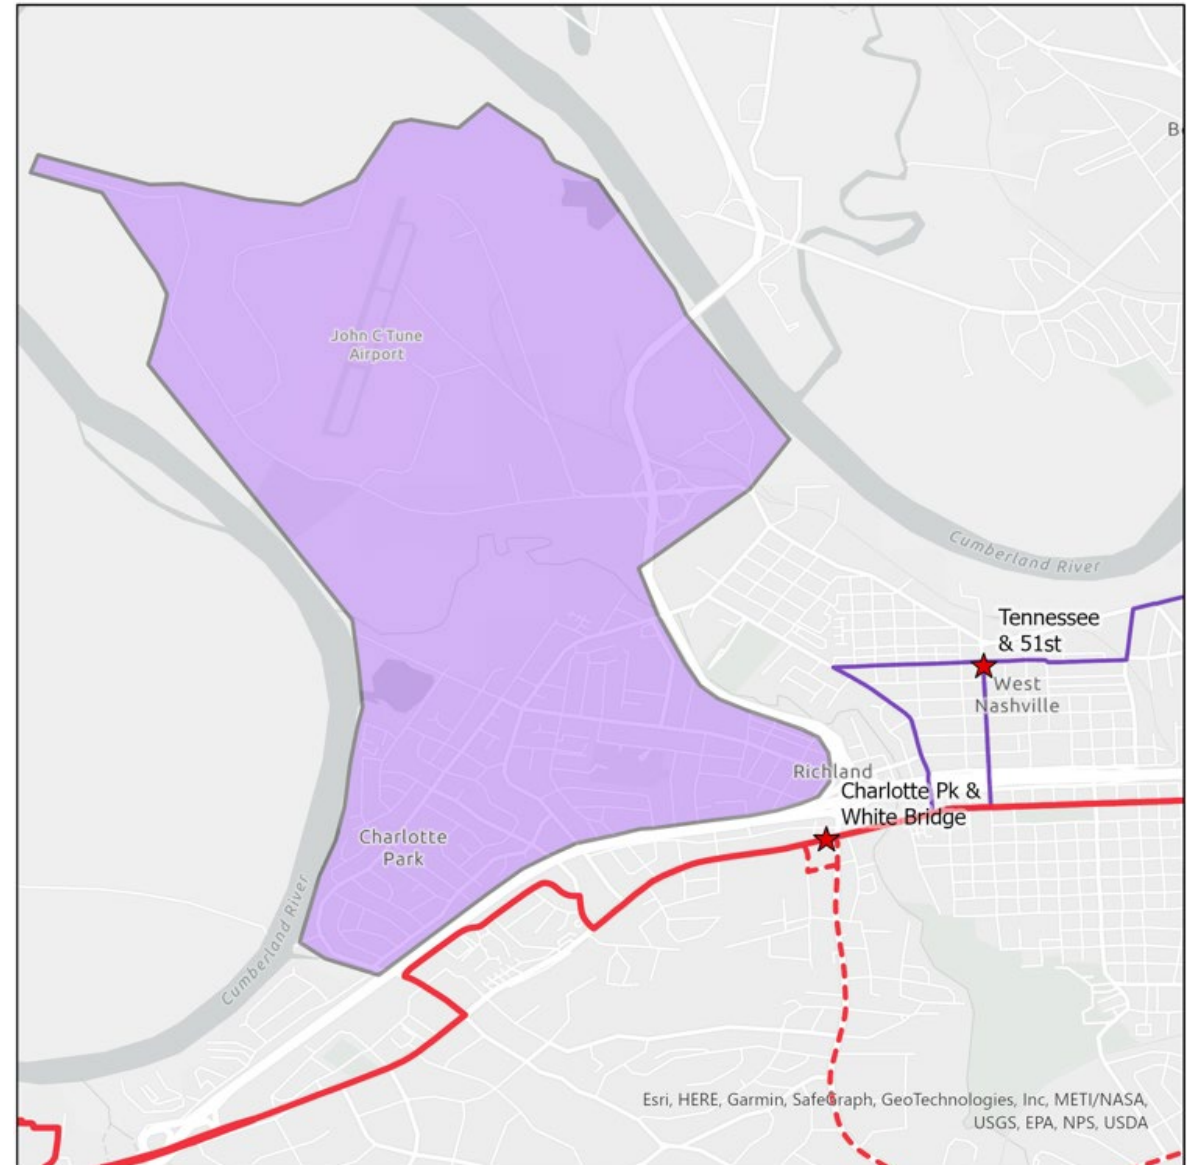 B
John C Tune
Airport
Cumberland River
Tennessee
& 51st
West
Nashville
Richland
Charlotte Pk &
White Bridge
Charlotte
Park
Cumberland River
Esri, HERE, Garmin, SafeGraph, GeoTechnologies, Inc, METI/NASA,
USGS, EPA, NPS, USDA